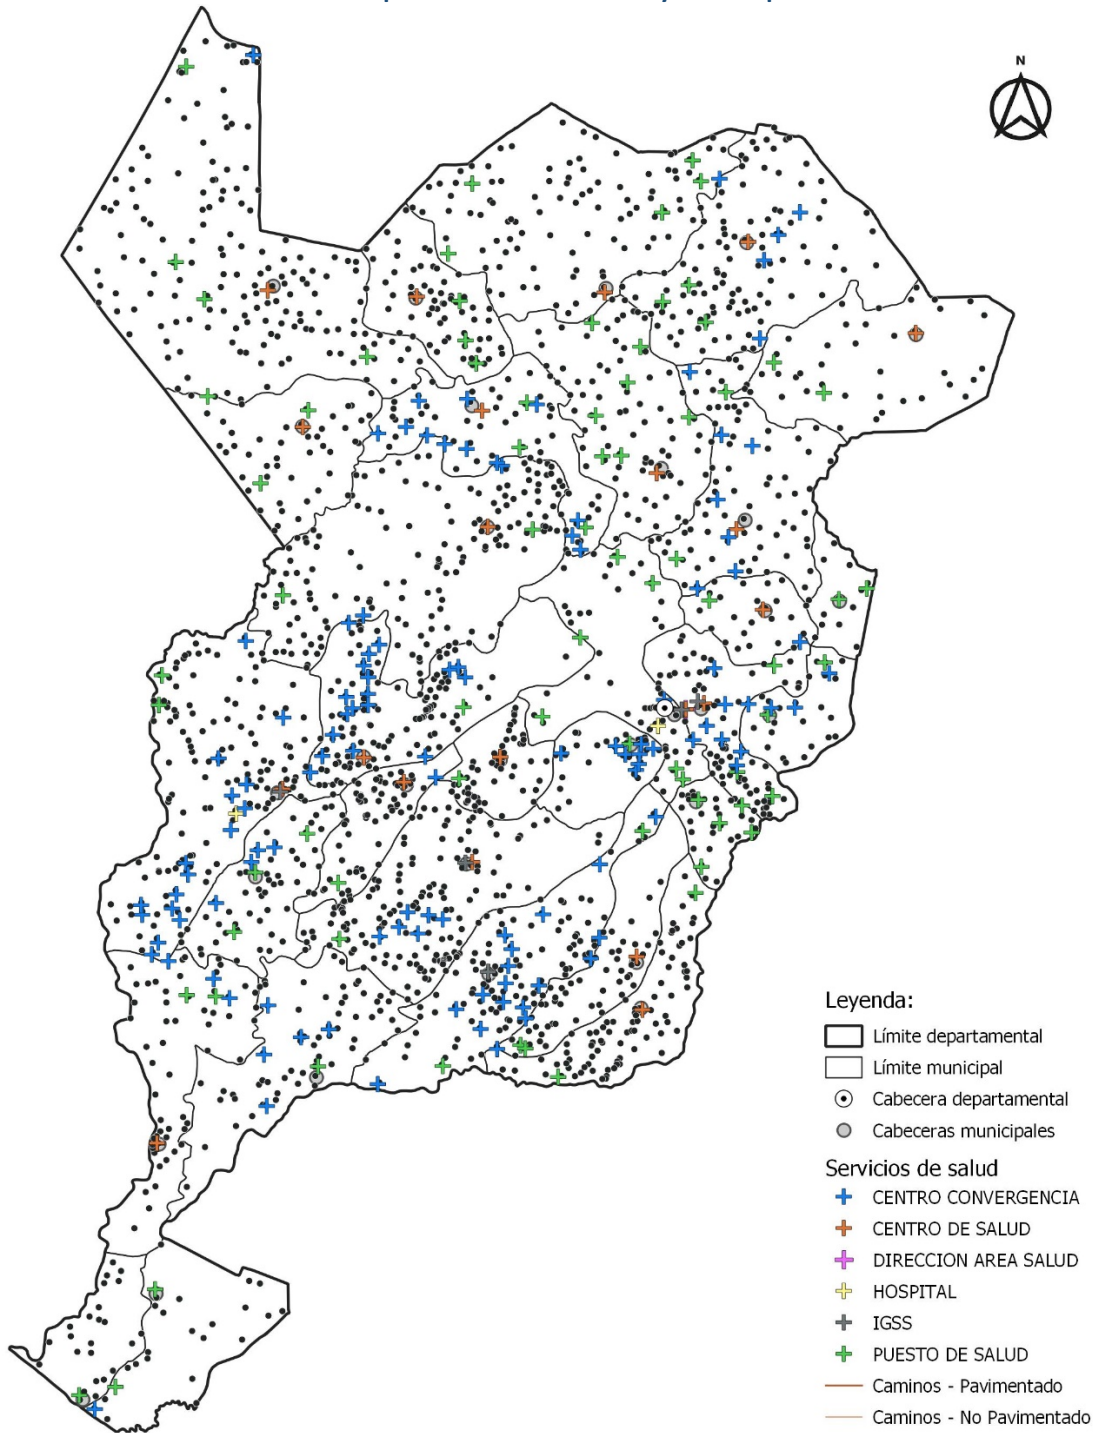 N
Leyenda:
Límite departamental
Límite municipal
Cabecera departamental
Cabeceras municipales
Servicios de salud
CENTRO CONVERGENCIA
CENTRO DE SALUD
DIRECCION AREA SALUD
HOSPITAL
IGSS
PUESTO DE SALUD
Caminos - Pavimentado
Caminos - No Pavimentado